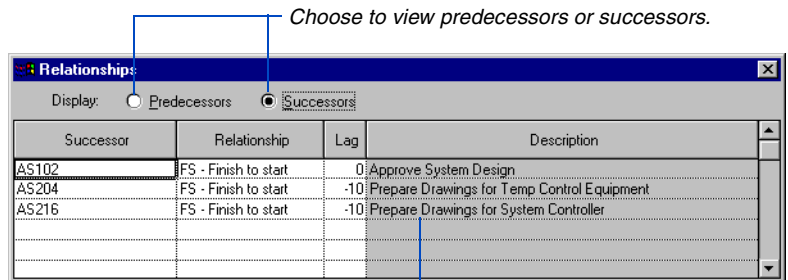 Choose to view predecessors or successors.
Relationships
Display: Predecessors Successors
Successor Relationship Lag Description
AS102 FS - Finish to start 0 Approve System Design
AS204 FS - Finish to start -10 Prepare Drawings for Temp Control Equipment
AS216 FS - Finish to start -10 Prepare Drawings for System Controller